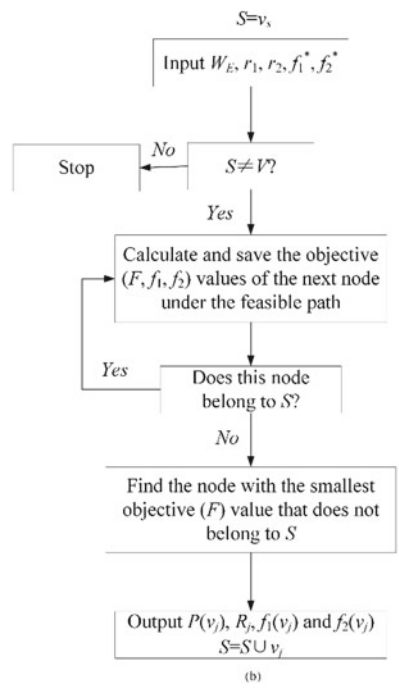 S=vₛ
Input W_E, r₁, r₂, f₁*, f₂*
No
Stop
S≠V?
Yes
Calculate and save the objective
(F, f₁, f₂) values of the next node
under the feasible path
Yes
Does this node
belong to S?
No
Find the node with the smallest
objective (F) value that does not
belong to S
Output P(vⱼ), Rⱼ, f₁(vⱼ) and f₂(vⱼ)
S=S∪vⱼ
(b)